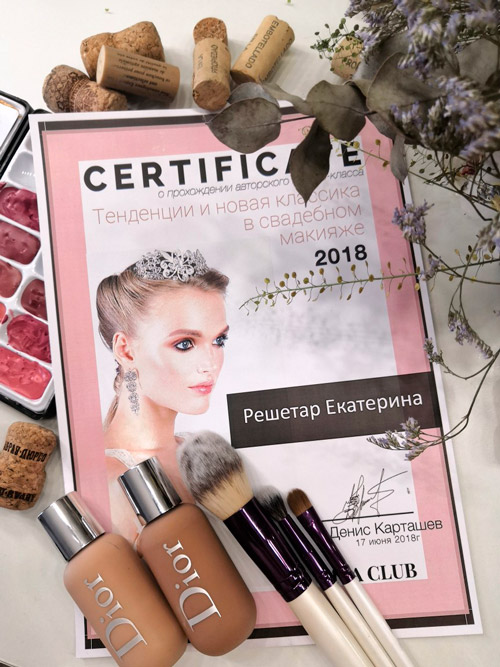 CERTIFICATE
о прохождении авторского
Тенденции и новая классика
в свадебном
макияже
2018
Решетар Екатерина
Денис Карташев
17 июня 2018г
CLUB
Dior
Dior